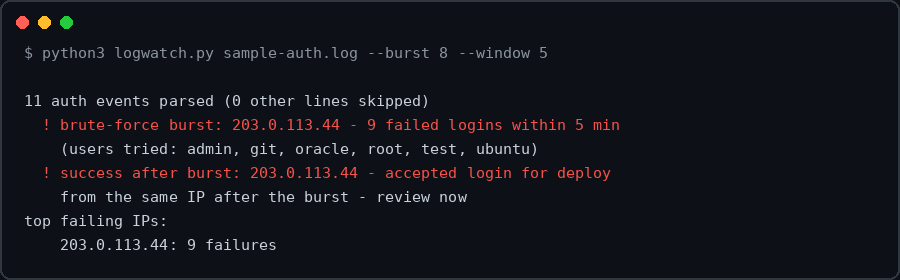 $ python3 logwatch.py sample-auth.log --burst 8 --window 5
11 auth events parsed (0 other lines skipped)
! brute-force burst: 203.0.113.44 - 9 failed logins within 5 min
(users tried: admin, git, oracle, root, test, ubuntu)
! success after burst: 203.0.113.44 - accepted login for deploy
from the same IP after the burst - review now
top failing IPs:
203.0.113.44: 9 failures